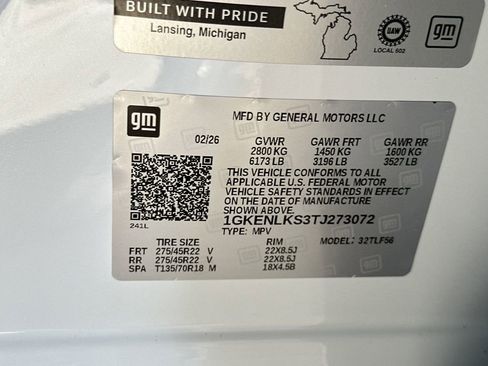 BUILT WITH PRIDE
Lansing, Michigan
UAW
LOCAL 602
gm
gm
MFD BY GENERAL MOTORS LLC
02/26 GVWR GAWR FRT GAWR RR
2800 KG 1450 KG 1600 KG
6173 LB 3196 LB 3527 LB
THIS VEHICLE CONFORMS TO ALL
APPLICABLE U.S. FEDERAL MOTOR
VEHICLE SAFETY STANDARDS IN EFFECT
ON THE DATE OF MANUFACTURE
SHOWN ABOVE.
1GKENLKS3TJ273072
241L TYPE: MPV
TIRE SIZE RIM MODEL: 32TLF56
FRT 275/45R22 V 22X8.5J
RR 275/45R22 V 22X8.5J
SPA T135/70R18 M 18X4.5B